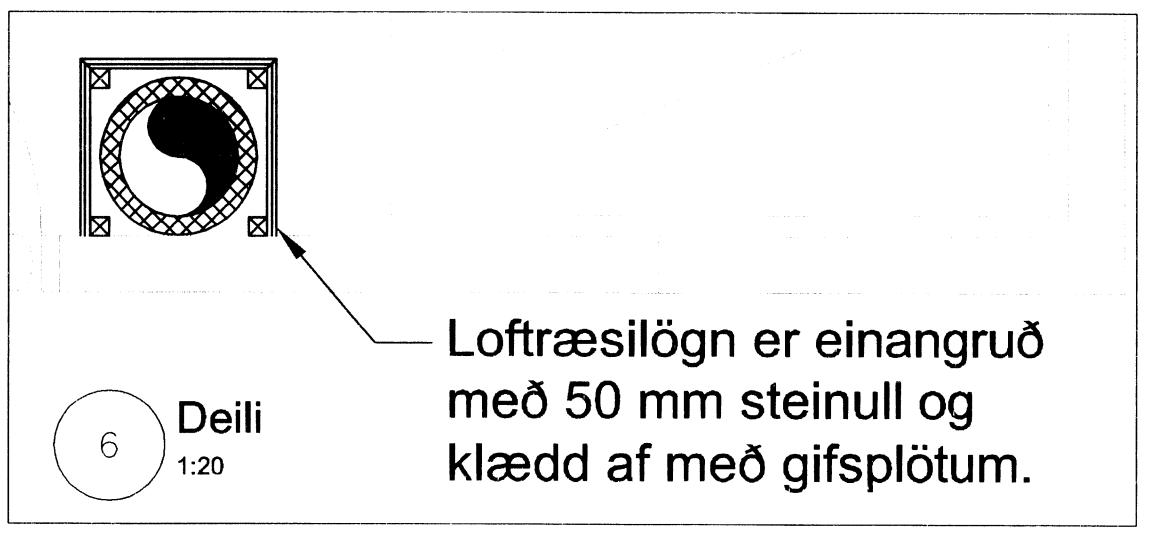 Loftræsilögn er einangruð
með 50 mm steinull og
klædd af með gifsplötum.
6
Deili
1:20